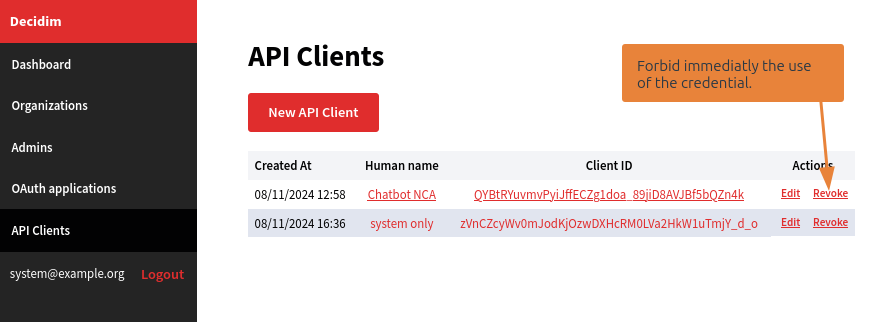 Decidim
Dashboard
Organizations
Admins
OAuth applications
API Clients
system@example.org Logout
API Clients
New API Client
Forbid immediatly the use
of the credential.
Created At Human name Client ID Actions
08/11/2024 12:58 Chatbot NCA QYBtRYuvmvPyiJffECZg1doa_89jiD8AVJBf5bQZn4k Edit Revoke
08/11/2024 16:36 system only zVnCZcyWv0mJodKjOzwDXHcRM0LVa2HkW1uTmjY_d_o Edit Revoke